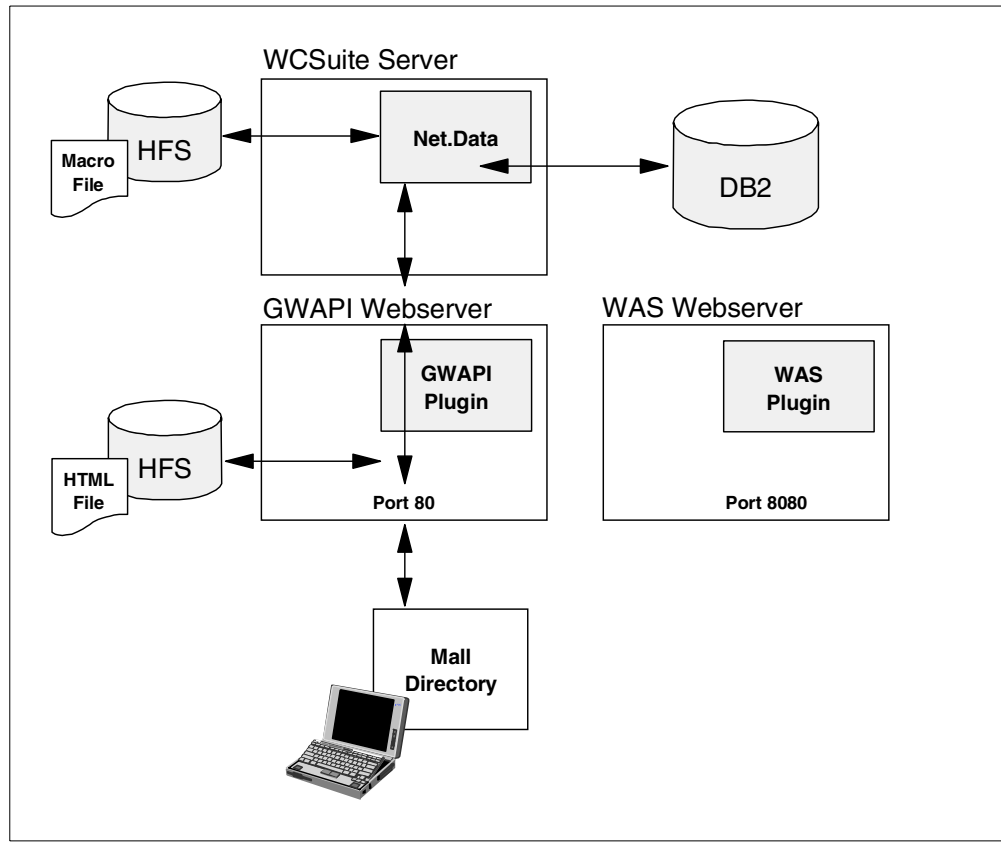 WCSuite Server
HFS
Macro
File
Net.Data
DB2
GWAPI Webserver
WAS Webserver
GWAPI
Plugin
WAS
Plugin
HFS
HTML
File
Port 80
Port 8080
Mall
Directory